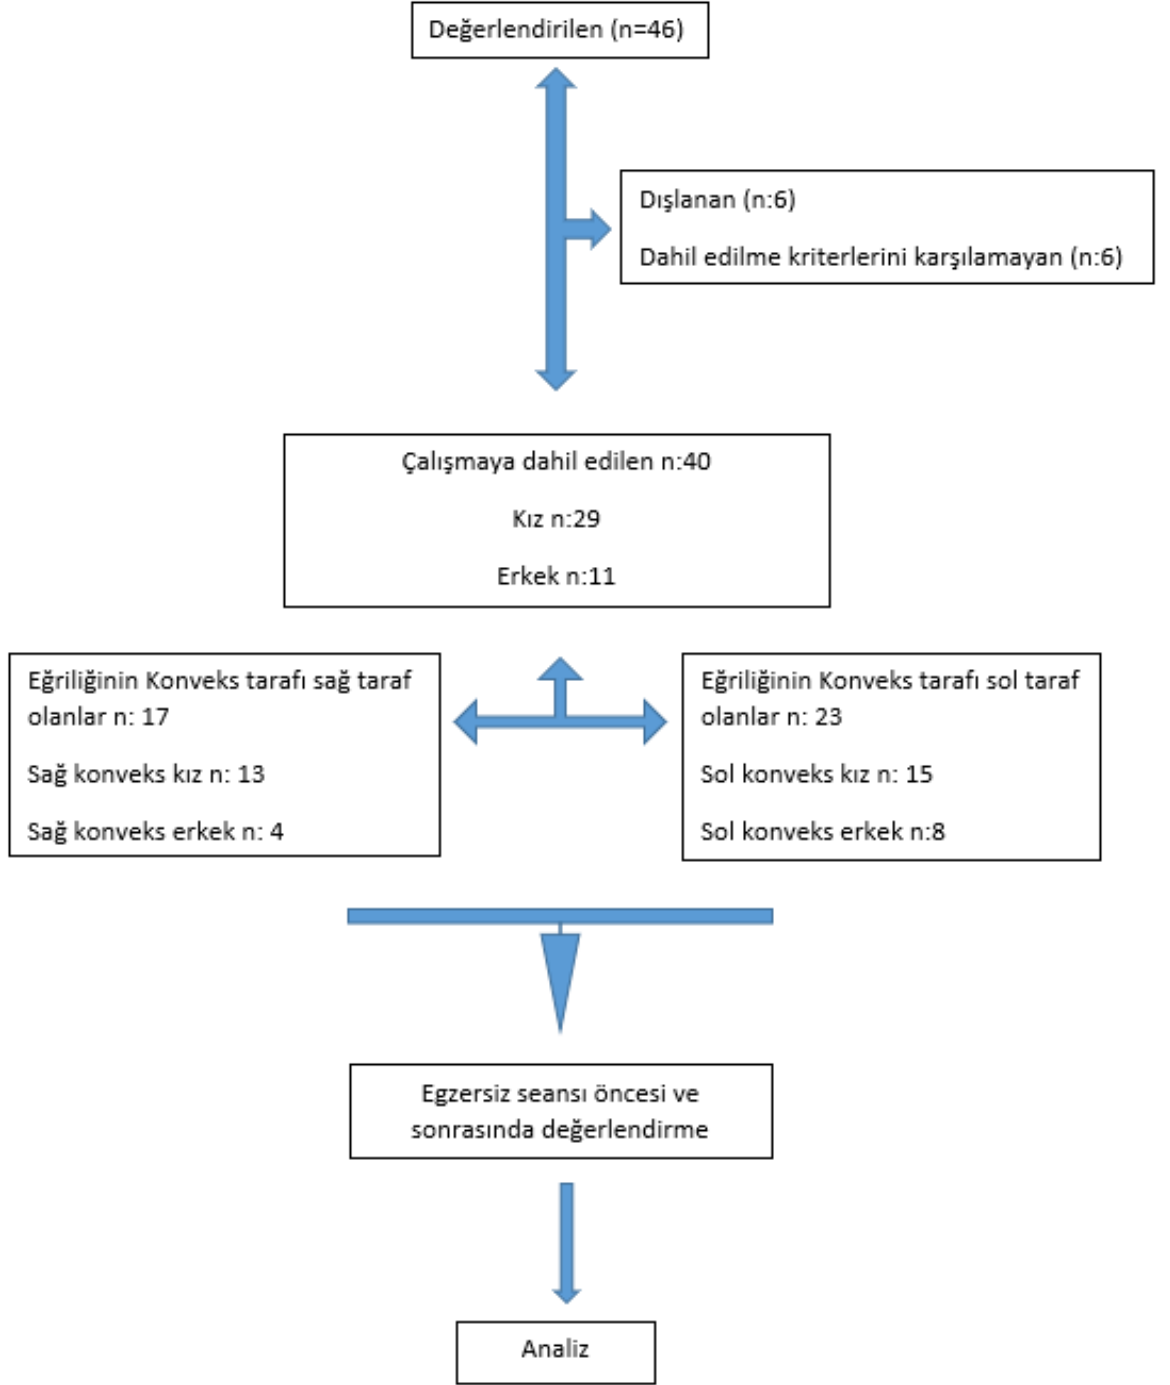 Değerlendirilen (n=46)
Dışlanan (n:6)
Dahil edilme kriterlerini karşılamayan (n:6)
Çalışmaya dahil edilen n:40
Kız n:29
Erkek n:11
Eğriliğinin Konveks tarafı sağ taraf
olanlar n: 17
Sağ konveks kız n: 13
Sağ konveks erkek n: 4
Eğriliğinin Konveks tarafı sol taraf
olanlar n: 23
Sol konveks kız n: 15
Sol konveks erkek n:8
Egzersiz seansı öncesi ve
sonrasında değerlendirme
Analiz